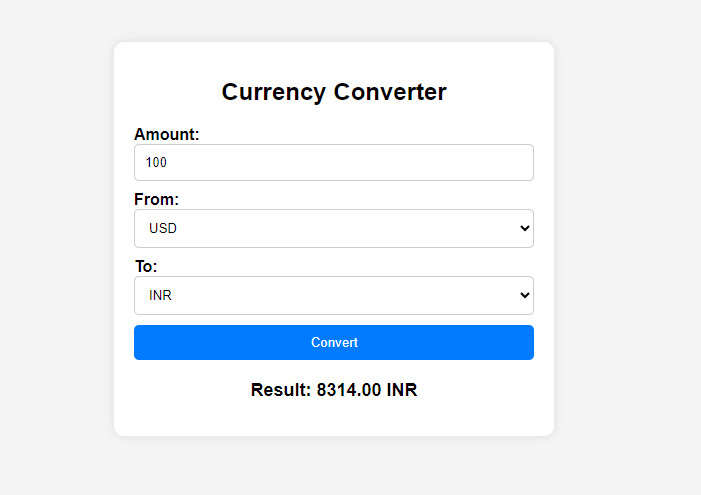 Currency Converter
Amount:
100
From:
USD
To:
INR
Convert
Result: 8314.00 INR